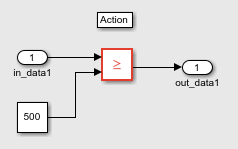 Action
1
in_data1
≥
1
out_data1
500